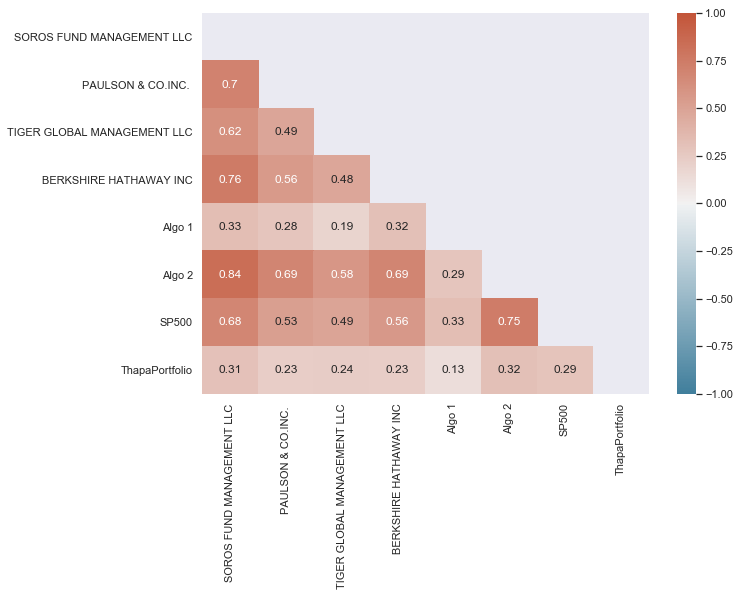 SOROS FUND MANAGEMENT LLC
PAULSON & CO.INC.
0.7
TIGER GLOBAL MANAGEMENT LLC
0.62 0.49
BERKSHIRE HATHAWAY INC
0.76 0.56 0.48
Algo 1
0.33 0.28 0.19 0.32
Algo 2
0.84 0.69 0.58 0.69 0.29
SP500
0.68 0.53 0.49 0.56 0.33 0.75
ThapaPortfolio
0.31 0.23 0.24 0.23 0.13 0.32 0.29
SOROS FUND MANAGEMENT LLC
PAULSON & CO.INC.
TIGER GLOBAL MANAGEMENT LLC
BERKSHIRE HATHAWAY INC
Algo 1
Algo 2
SP500
ThapaPortfolio
1.00
0.75
0.50
0.25
0.00
−0.25
−0.50
−0.75
−1.00